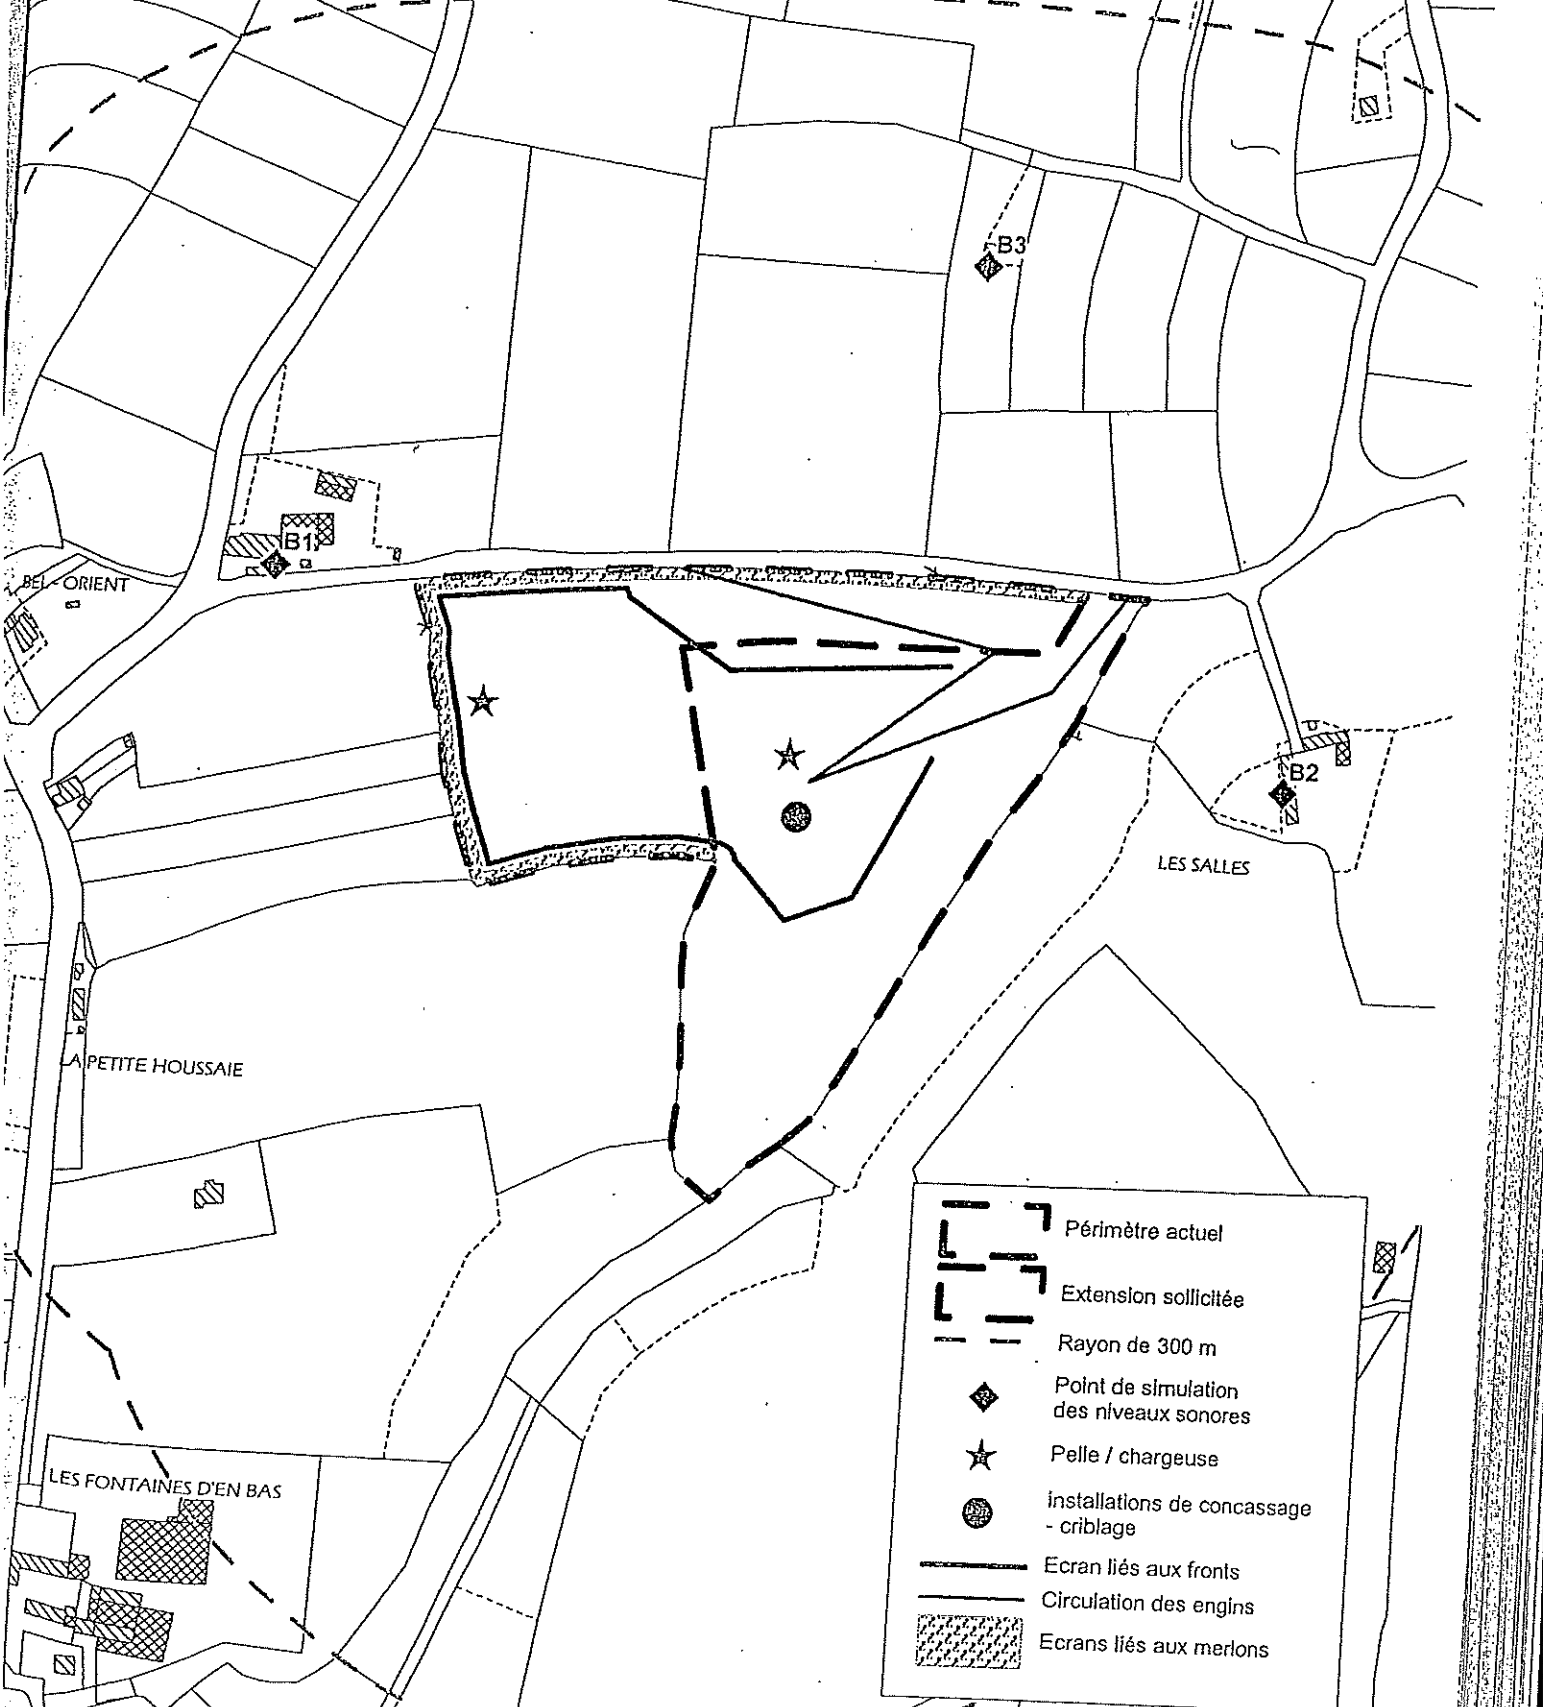 B3
B1
BEL-ORIENT
B2
LES SALLES
LA PETITE HOUSSAIE
Périmètre actuel
Extension sollicitée
Rayon de 300 m
Point de simulation
des niveaux sonores
Pelle / chargeuse
LES FONTAINES D'EN BAS
Installations de concassage
- criblage
Ecran liés aux fronts
Circulation des engins
Ecrans liés aux merlons